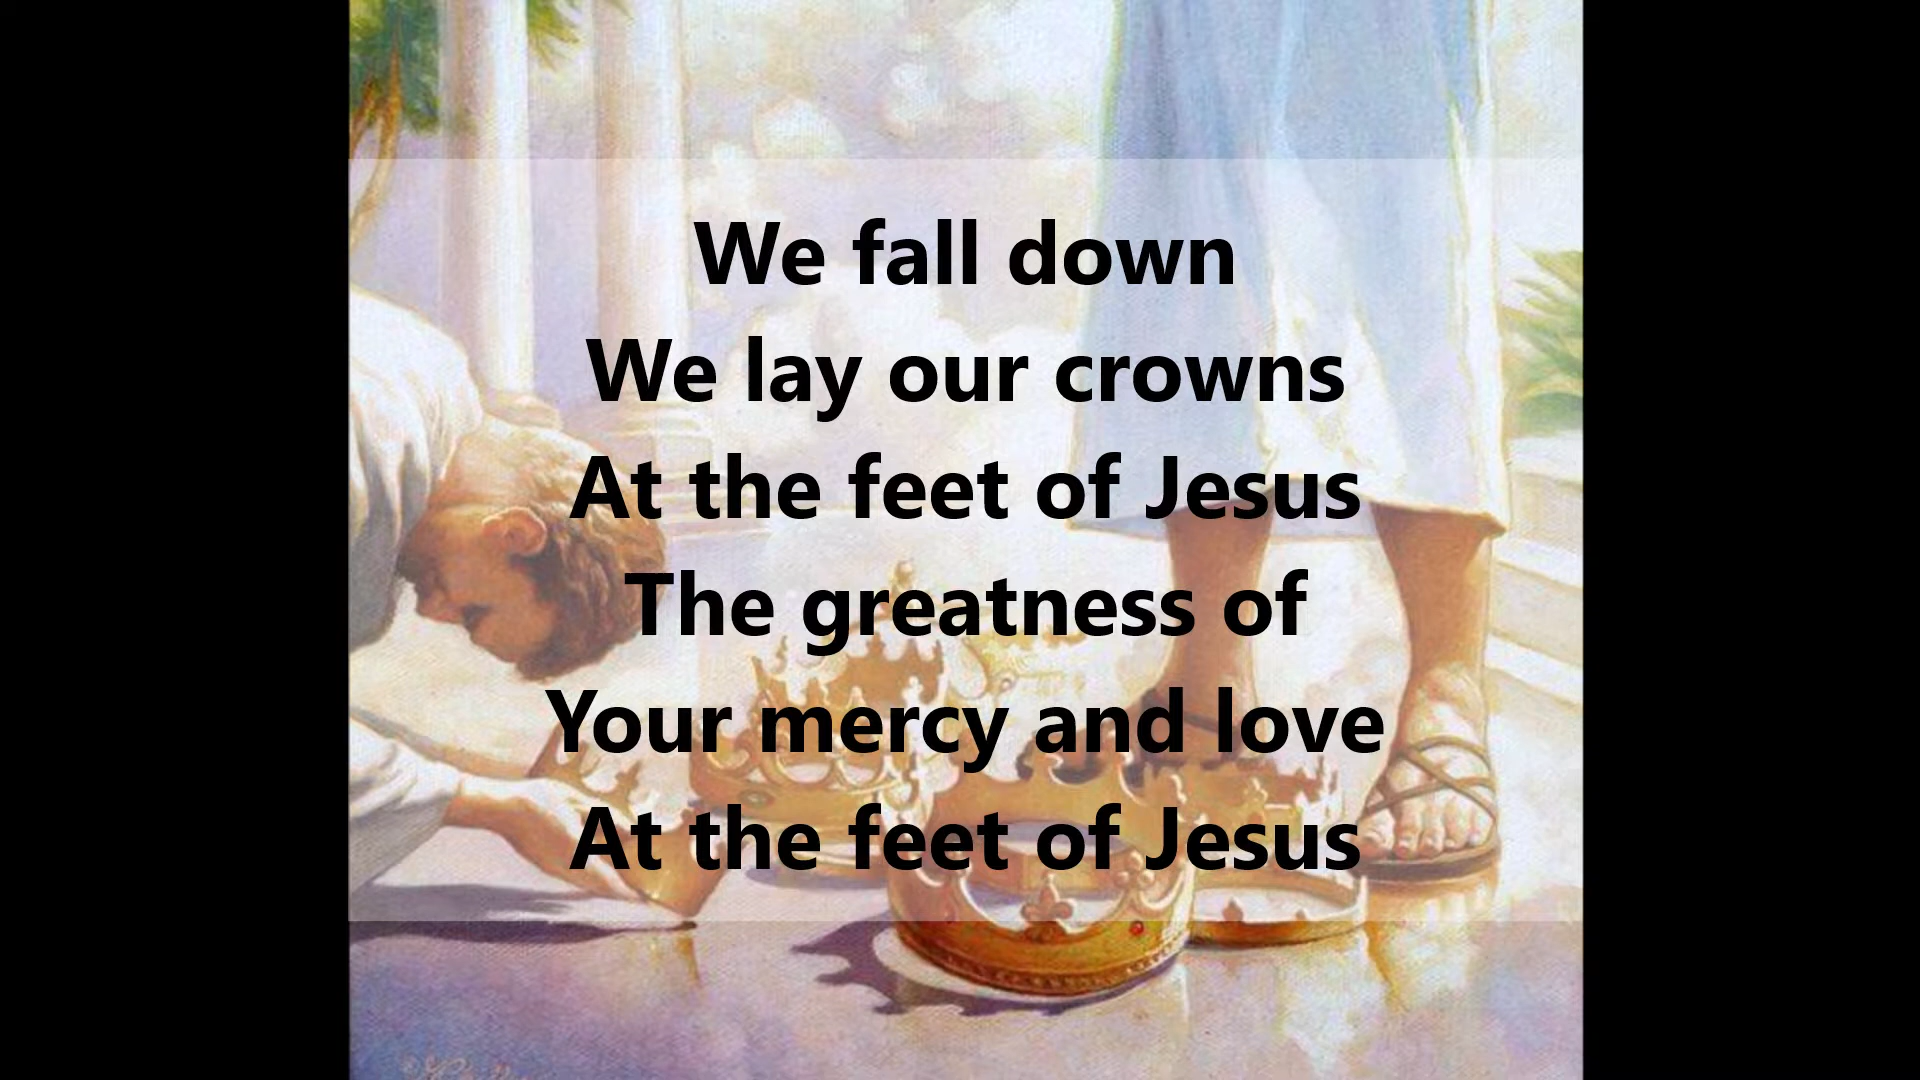 We fall down
We lay our crowns
At the feet of Jesus
The greatness of
Your mercy and love
At the feet of Jesus